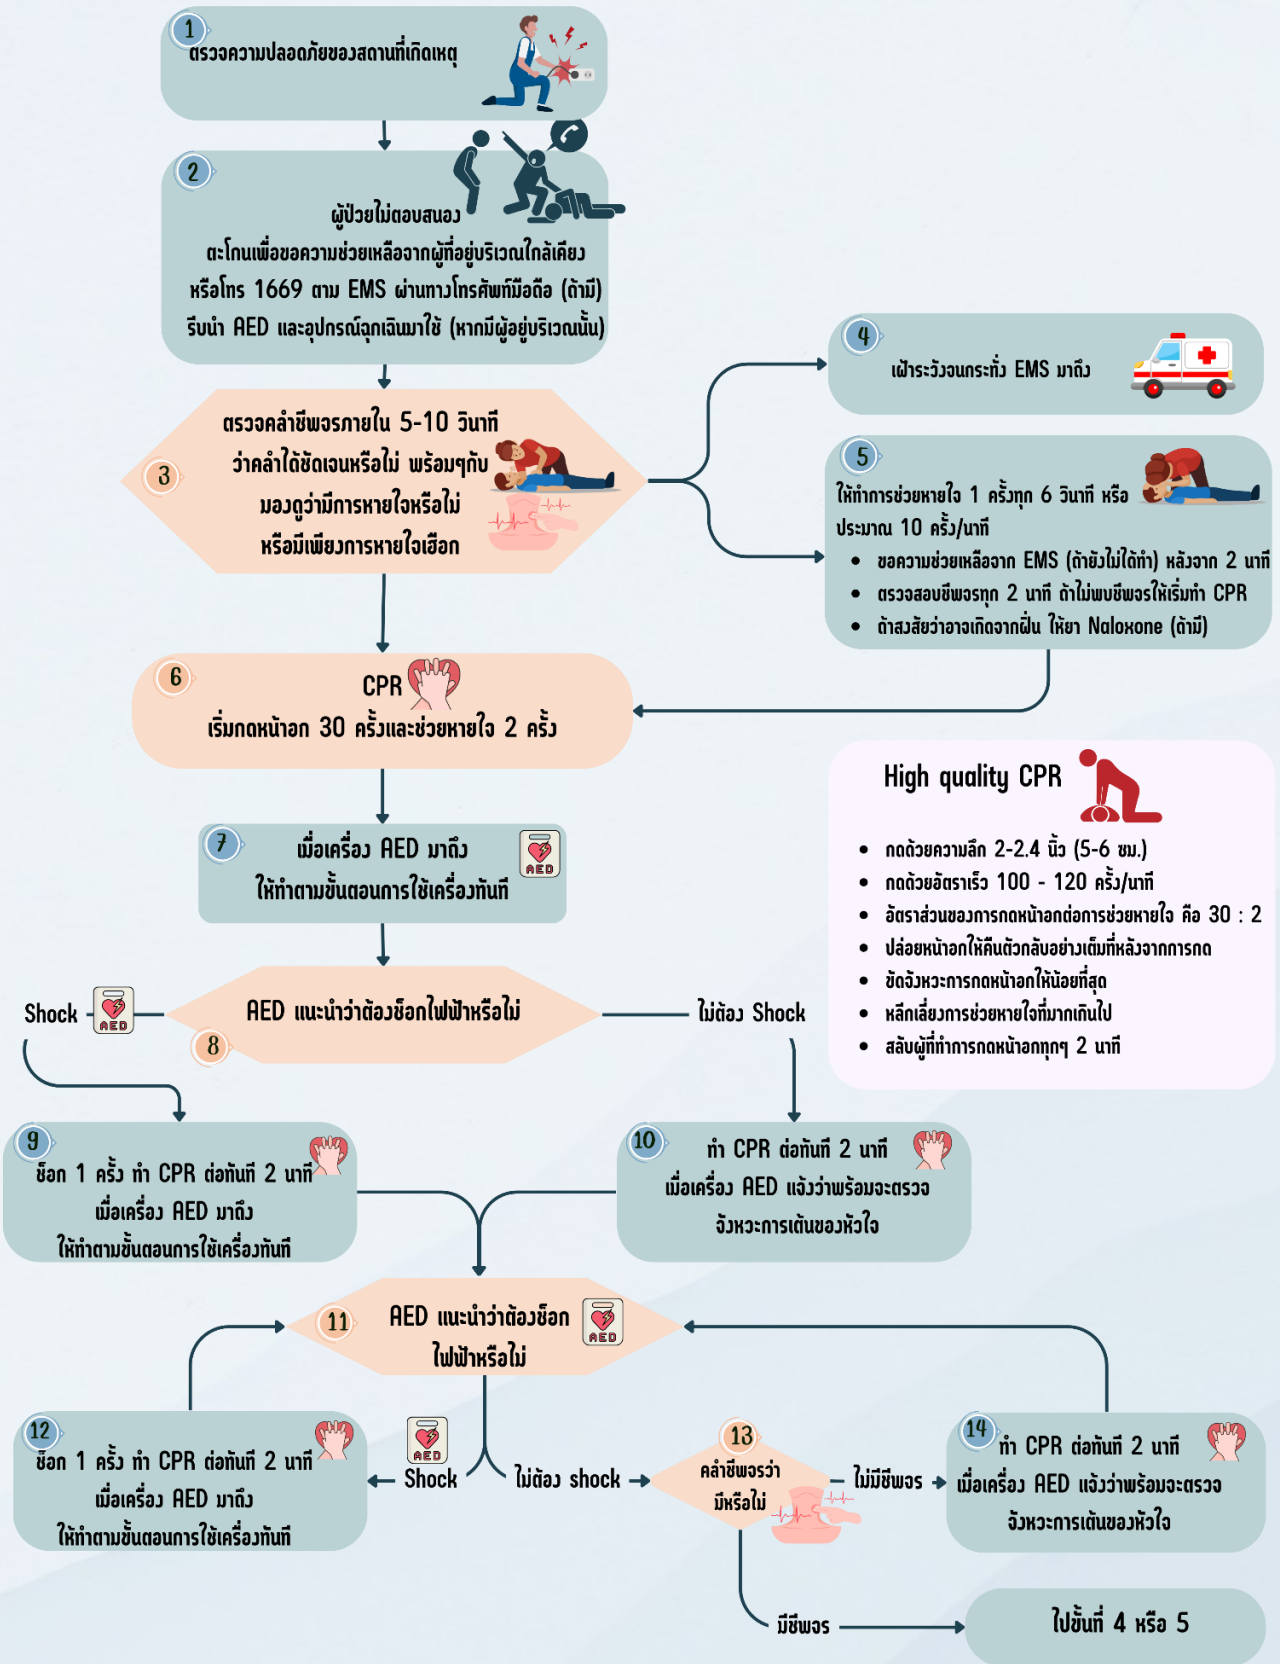 1
ตรวจความปลอดภัยของสถานที่เกิดเหตุ
2
ผู้ป่วยไม่ตอบสนอง
ตะโกนเพื่อขอความช่วยเหลือจากผู้ที่อยู่บริเวณใกล้เคียง
หรือโทร 1669 ตาม EMS ผ่านทางโทรศัพท์มือถือ (ถ้ามี)
รีบนำ AED และอุปกรณ์ฉุกเฉินมาใช้ (หากมีผู้อยู่บริเวณนั้น)
3
ตรวจคลำชีพจรภายใน 5-10 วินาที
ว่าคลำได้ชัดเจนหรือไม่ พร้อมๆกับ
มองดูว่ามีการหายใจหรือไม่
หรือมีเพียงการหายใจเฮือก
4
เฝ้าระวังจนกระทั่ง EMS มาถึง
5
ให้ทำการช่วยหายใจ 1 ครั้งทุก 6 วินาที หรือ
ประมาณ 10 ครั้ง/นาที
• ขอความช่วยเหลือจาก EMS (ถ้ายังไม่ได้ทำ) หลังจาก 2 นาที
• ตรวจสอบชีพจรทุก 2 นาที ถ้าไม่พบชีพจรให้เริ่มทำ CPR
• ถ้าสงสัยว่าอาจเกิดจากฝิ่น ให้ยา Naloxone (ถ้ามี)
6
CPR
เริ่มกดหน้าอก 30 ครั้งและช่วยหายใจ 2 ครั้ง
High quality CPR
• กดด้วยความลึก 2-2.4 นิ้ว (5-6 ซม.)
• กดด้วยอัตราเร็ว 100 - 120 ครั้ง/นาที
• อัตราส่วนของการกดหน้าอกต่อการช่วยหายใจ คือ 30 : 2
• ปล่อยหน้าอกให้คืนตัวกลับอย่างเต็มที่หลังจากการกด
• ขัดจังหวะการกดหน้าอกให้น้อยที่สุด
• หลีกเลี่ยงการช่วยหายใจที่มากเกินไป
• สลับผู้ที่ทำการกดหน้าอกทุกๆ 2 นาที
7
เมื่อเครื่อง AED มาถึง
ให้ทำตามขั้นตอนการใช้เครื่องทันที
AED
8
AED แนะนำว่าต้องช็อกไฟฟ้าหรือไม่
Shock
AED
ไม่ต้อง Shock
9
ช็อก 1 ครั้ง ทำ CPR ต่อทันที 2 นาที
เมื่อเครื่อง AED มาถึง
ให้ทำตามขั้นตอนการใช้เครื่องทันที
10
ทำ CPR ต่อทันที 2 นาที
เมื่อเครื่อง AED แจ้งว่าพร้อมจะตรวจ
จังหวะการเต้นของหัวใจ
11
AED แนะนำว่าต้องช็อก
ไฟฟ้าหรือไม่
AED
12
ช็อก 1 ครั้ง ทำ CPR ต่อทันที 2 นาที
เมื่อเครื่อง AED มาถึง
ให้ทำตามขั้นตอนการใช้เครื่องทันที
AED
Shock
ไม่ต้อง shock
13
คลำชีพจรว่า
มีหรือไม่
ไม่มีชีพจร
14
ทำ CPR ต่อทันที 2 นาที
เมื่อเครื่อง AED แจ้งว่าพร้อมจะตรวจ
จังหวะการเต้นของหัวใจ
มีชีพจร
ไปขั้นที่ 4 หรือ 5